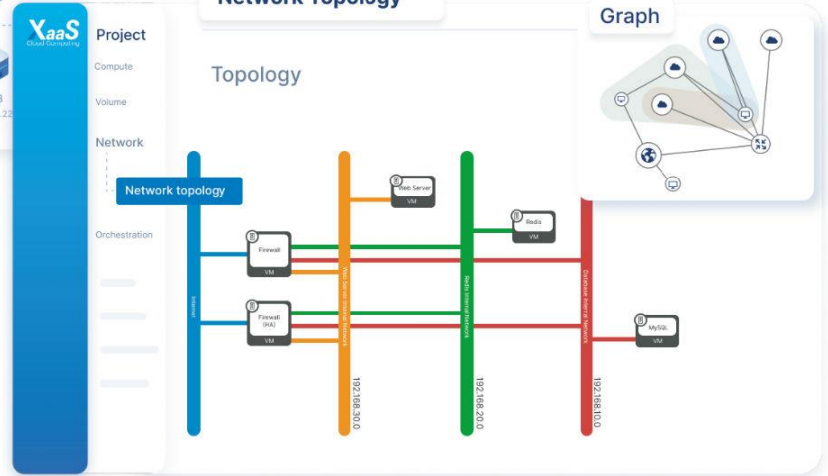 Network Topology
Graph
XaaS
Cloud Computing
Project
Compute
Volume
Network
Network topology
Orchestration
Topology
Web Server
VM
Redis
VM
Firewall
VM
Firewall
(HA)
VM
MySQL
VM
Internet
Web Server Internal Network
Redis Internal Network
Database Internal Network
192.168.30.0
192.168.20.0
192.168.10.0